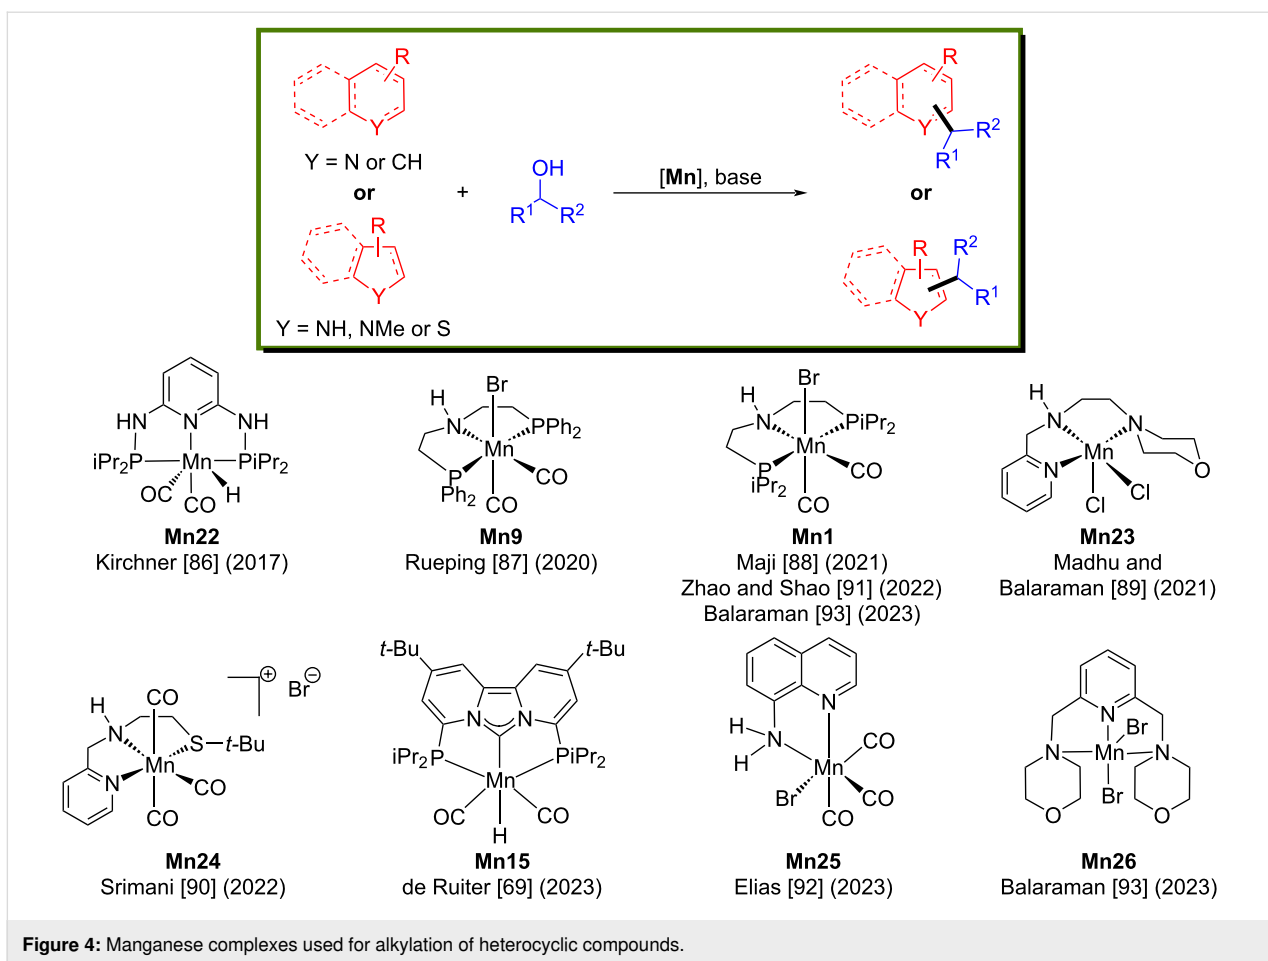 R
Y
Y = N or CH
or
R
Y
Y = NH, NMe or S
+
OH
R¹ R²
[Mn], base
R
Y
R²
R¹
or
R
R²
R¹
Y
HN NH
N
iPr₂P Mn PiPr₂
OC H
CO
Mn22
Kirchner [86] (2017)
Br
H
N
PPh₂
Mn
P
Ph₂
CO
CO
Mn9
Rueping [87] (2020)
Br
H
N
PiPr₂
Mn
P
iPr₂
CO
CO
Mn1
Maji [88] (2021)
Zhao and Shao [91] (2022)
Balaraman [93] (2023)
H
N
N
Mn
N
O
Cl
Cl
Mn23
Madhu and
Balaraman [89] (2021)
+
Br−
CO
H
N
S t-Bu
Mn
N
CO
CO
Mn24
Srimani [90] (2022)
t-Bu t-Bu
N N
iPr₂P PiPr₂
Mn
OC CO
H
Mn15
de Ruiter [69] (2023)
N
H
N
H
CO
Mn
Br
CO
CO
Mn25
Elias [92] (2023)
N
Br
N Mn N
Br
O O
Mn26
Balaraman [93] (2023)
Figure 4: Manganese complexes used for alkylation of heterocyclic compounds.